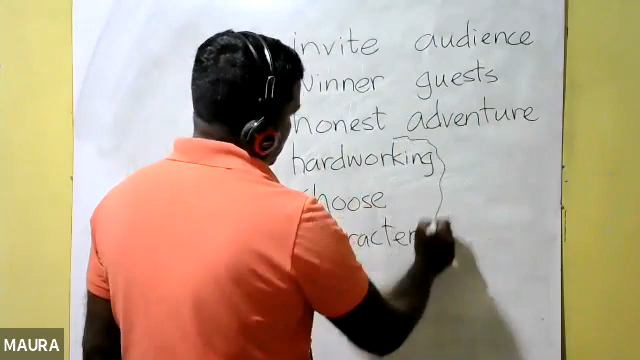 invite audience
winner guests
honest adventure
hardworking
choose
MAURA